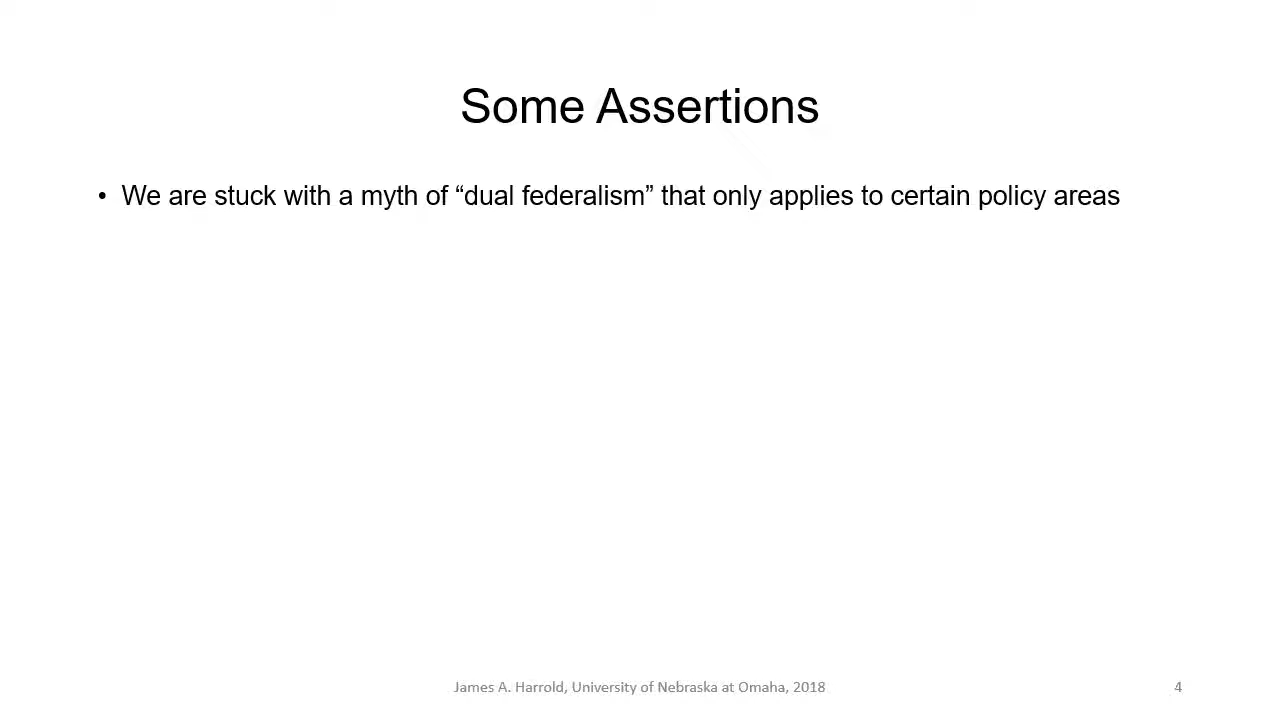 Some Assertions
• We are stuck with a myth of “dual federalism” that only applies to certain policy areas
James A. Harrold, University of Nebraska at Omaha, 2018
4